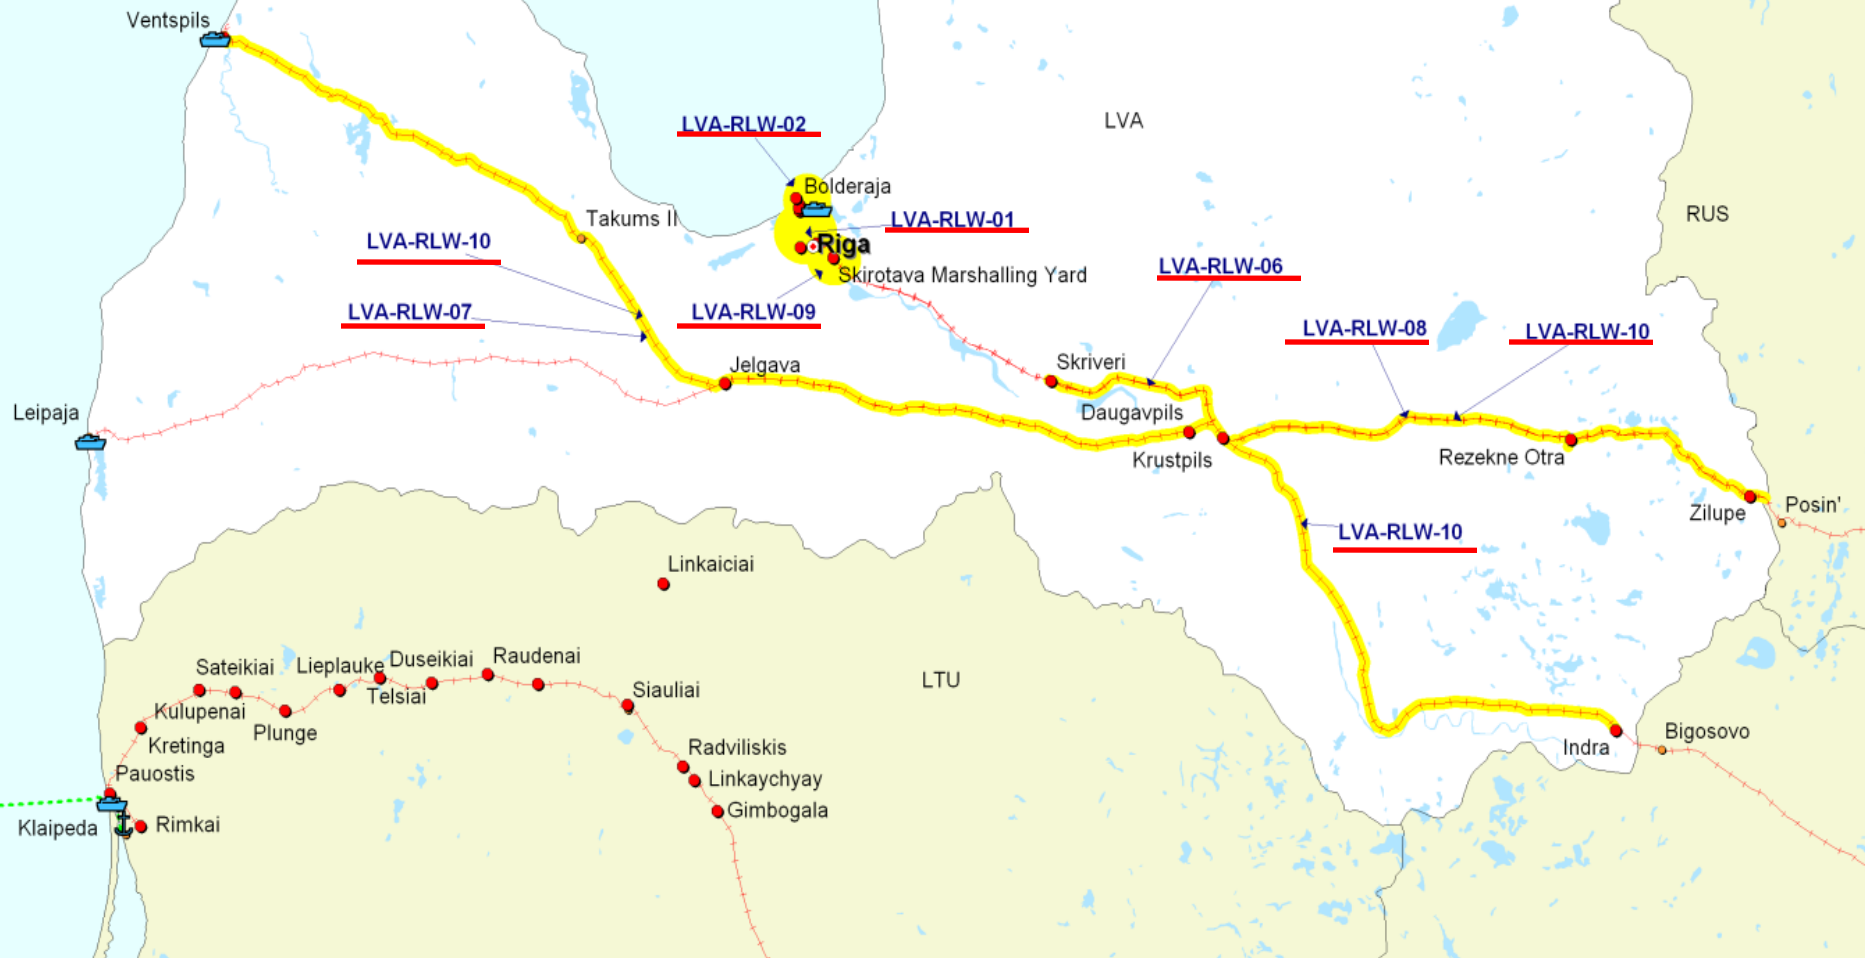 Ventspils
LVA-RLW-02
LVA
Bolderaja
Takums II
LVA-RLW-01
RUS
LVA-RLW-10
Riga
Skirotava Marshalling Yard
LVA-RLW-06
LVA-RLW-07
LVA-RLW-09
LVA-RLW-08
LVA-RLW-10
Jelgava
Skriveri
Leipaja
Daugavpils
Krustpils
Rezekne Otra
Zilupe
Posin'
LVA-RLW-10
Linkaiciai
Sateikiai
Lieplauke
Duseikiai
Raudenai
LTU
Telsiai
Siauliai
Kulupenai
Plunge
Kretinga
Radviliskis
Indra
Bigosovo
Pauostis
Linkaychyay
Gimbogala
Klaipeda
Rimkai